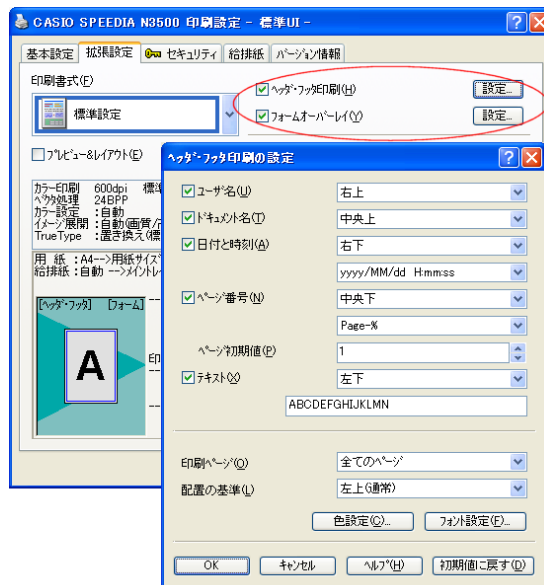 CASIO SPEEDIA N3500 印刷設定 - 標準UI -
基本設定 拡張設定 セキュリティ 給排紙 バージョン情報
印刷書式(F)
標準設定
ヘッダ・フッタ印刷(H) 設定...
フォームオーバーレイ(Y) 設定...
プレビュー&レイアウト(E)
カラー印刷 600dpi 標準
ベクタ処理 24BPP
カラー設定 :自動
イメージ展開 :自動(画質/
TrueType :置き換え(標
用 紙 :A4-->用紙サイズ
給排紙:自動 -->メイントレ
[ヘッダ・フッタ] [フォーム]
A
印
ヘッダ・フッタ印刷の設定
ユーザ名(U) 右上
ドキュメント名(T) 中央上
日付と時刻(A) 右下
yyyy/MM/dd H:mm:ss
ページ番号(N) 中央下
Page-%
ページ初期値(P) 1
テキスト(X) 左下
ABCDEFGHIJKLMN
印刷ページ(O) 全てのページ
配置の基準(L) 左上(通常)
色設定(C)... フォント設定(F)...
OK キャンセル ヘルプ(H) 初期値に戻す(D)